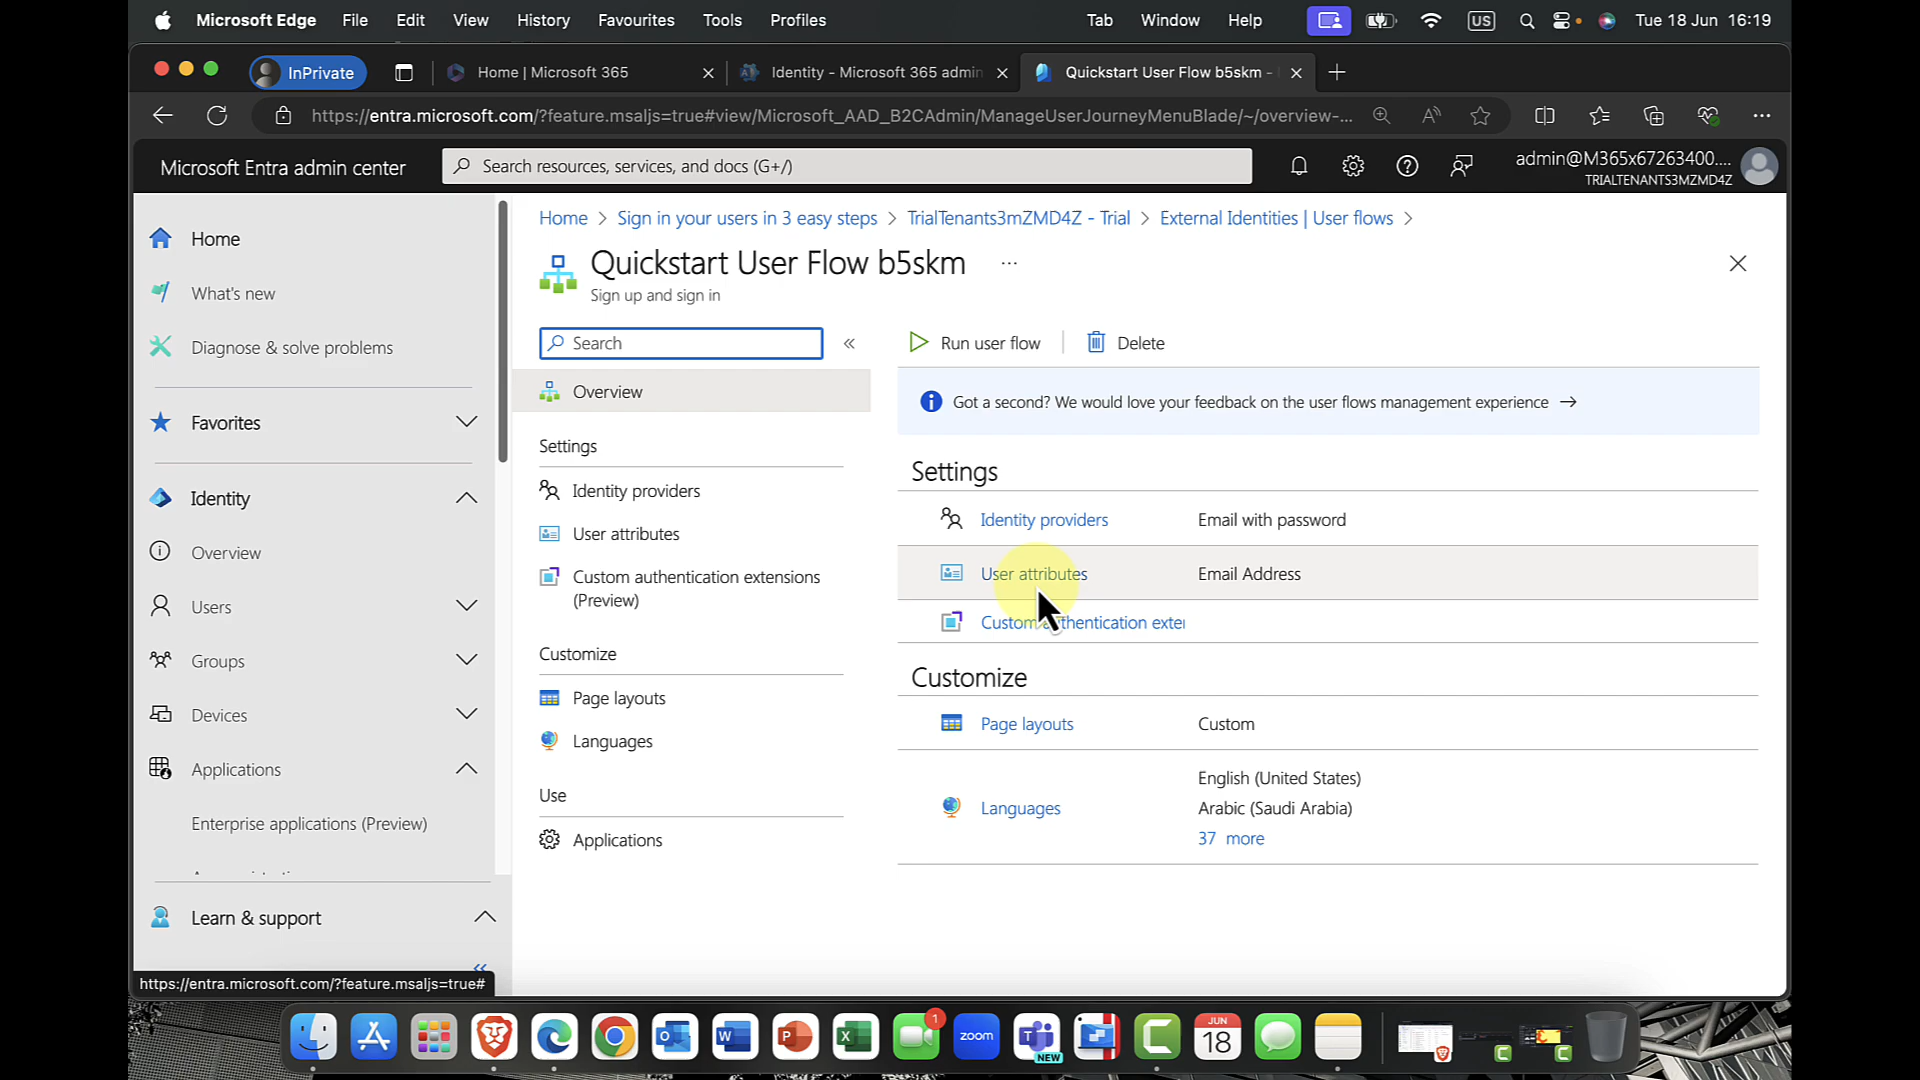 Microsoft Edge File Edit View History Favourites Tools Profiles Tab Window Help US Tue 18 Jun 16:19
InPrivate Home | Microsoft 365 Identity - Microsoft 365 admin Quickstart User Flow b5skm -
https://entra.microsoft.com/?feature.msaljs=true#view/Microsoft_AAD_B2CAdmin/ManageUserJourneyMenuBlade/~/overview-...
Microsoft Entra admin center
Search resources, services, and docs (G+/)
admin@M365x67263400....
TRIALTENANTS3MZMD4Z
Home
What's new
Diagnose & solve problems
Favorites
Identity
Overview
Users
Groups
Devices
Applications
Enterprise applications (Preview)
Learn & support
https://entra.microsoft.com/?feature.msaljs=true#
Home > Sign in your users in 3 easy steps > TrialTenants3mZMD4Z - Trial > External Identities | User flows >
Quickstart User Flow b5skm ...
Sign up and sign in
Search
Overview
Settings
Identity providers
User attributes
Custom authentication extensions
(Preview)
Customize
Page layouts
Languages
Use
Applications
Run user flow
Delete
Got a second? We would love your feedback on the user flows management experience →
Settings
Identity providers Email with password
User attributes Email Address
Custom authentication exter
Customize
Page layouts Custom
Languages
English (United States)
Arabic (Saudi Arabia)
37 more
1
zoom
NEW
JUN
18